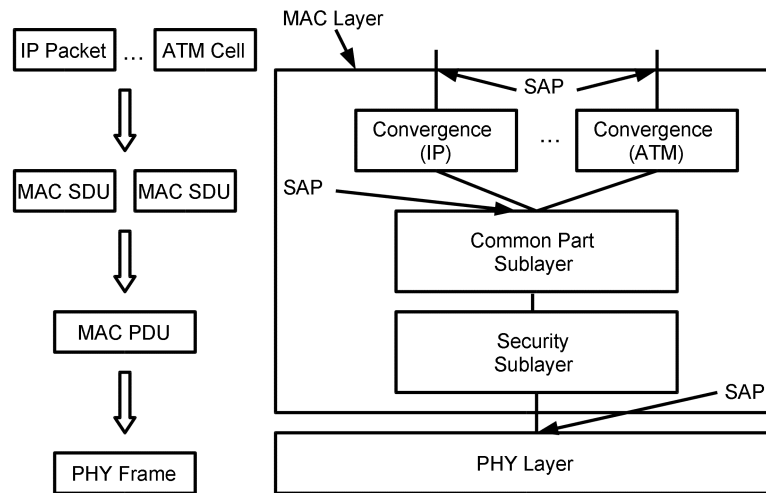 MAC Layer
IP Packet
...
ATM Cell
SAP
Convergence
(IP)
...
Convergence
(ATM)
MAC SDU
MAC SDU
SAP
Common Part
Sublayer
MAC PDU
Security
Sublayer
SAP
PHY Frame
PHY Layer